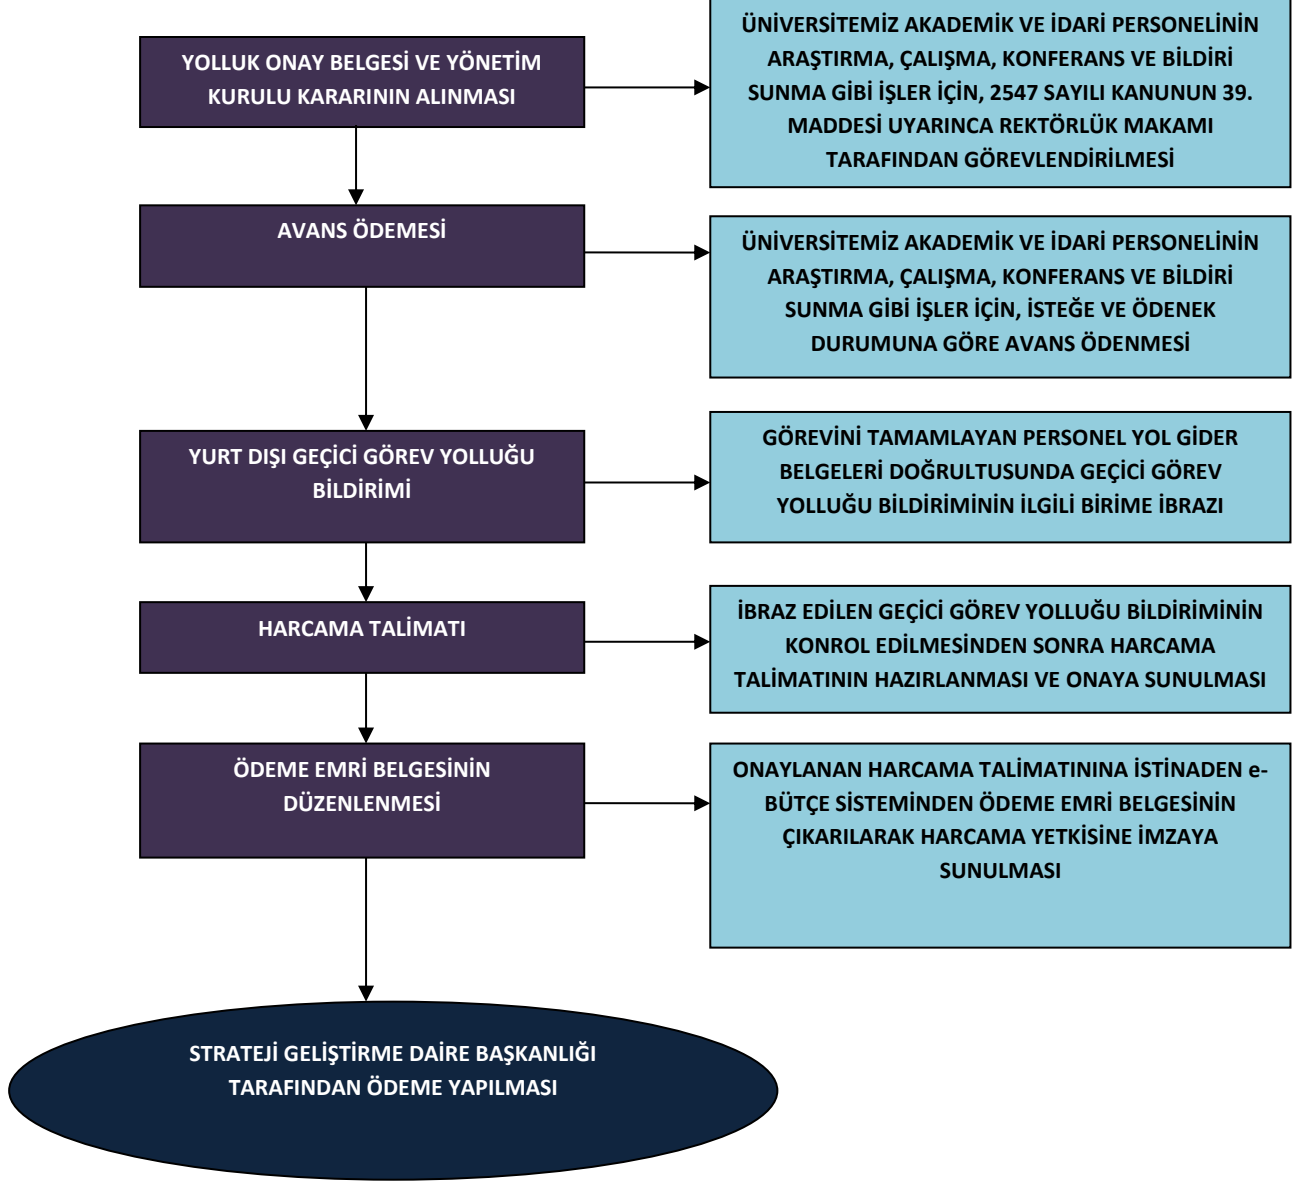 YOLLUK ONAY BELGESİ VE YÖNETİM
KURULU KARARININ ALINMASI
ÜNİVERSİTEMİZ AKADEMİK VE İDARİ PERSONELİNİN
ARAŞTIRMA, ÇALIŞMA, KONFERANS VE BİLDİRİ
SUNMA GİBİ İŞLER İÇİN, 2547 SAYILI KANUNUN 39.
MADDESİ UYARINCA REKTÖRLÜK MAKAMI
TARAFINDAN GÖREVLENDİRİLMESİ
AVANS ÖDEMESİ
ÜNİVERSİTEMİZ AKADEMİK VE İDARİ PERSONELİNİN
ARAŞTIRMA, ÇALIŞMA, KONFERANS VE BİLDİRİ
SUNMA GİBİ İŞLER İÇİN, İSTEĞE VE ÖDENEK
DURUMUNA GÖRE AVANS ÖDENMESİ
YURT DIŞI GEÇİCİ GÖREV YOLLUĞU
BİLDİRİMİ
GÖREVİNİ TAMAMLAYAN PERSONEL YOL GİDER
BELGELERİ DOĞRULTUSUNDA GEÇİCİ GÖREV
YOLLUĞU BİLDİRİMİNİN İLGİLİ BİRİME İBRAZI
HARCAMA TALİMATI
İBRAZ EDİLEN GEÇİCİ GÖREV YOLLUĞU BİLDİRİMİNİN
KONROL EDİLMESİNDEN SONRA HARCAMA
TALİMATININ HAZIRLANMASI VE ONAYA SUNULMASI
ÖDEME EMRİ BELGESİNİN
DÜZENLENMESİ
ONAYLANAN HARCAMA TALİMATININA İSTİNADEN e-
BÜTÇE SİSTEMİNDEN ÖDEME EMRİ BELGESİNİN
ÇIKARILARAK HARCAMA YETKİSİNE İMZAYA
SUNULMASI
STRATEJİ GELİŞTİRME DAİRE BAŞKANLIĞI
TARAFINDAN ÖDEME YAPILMASI